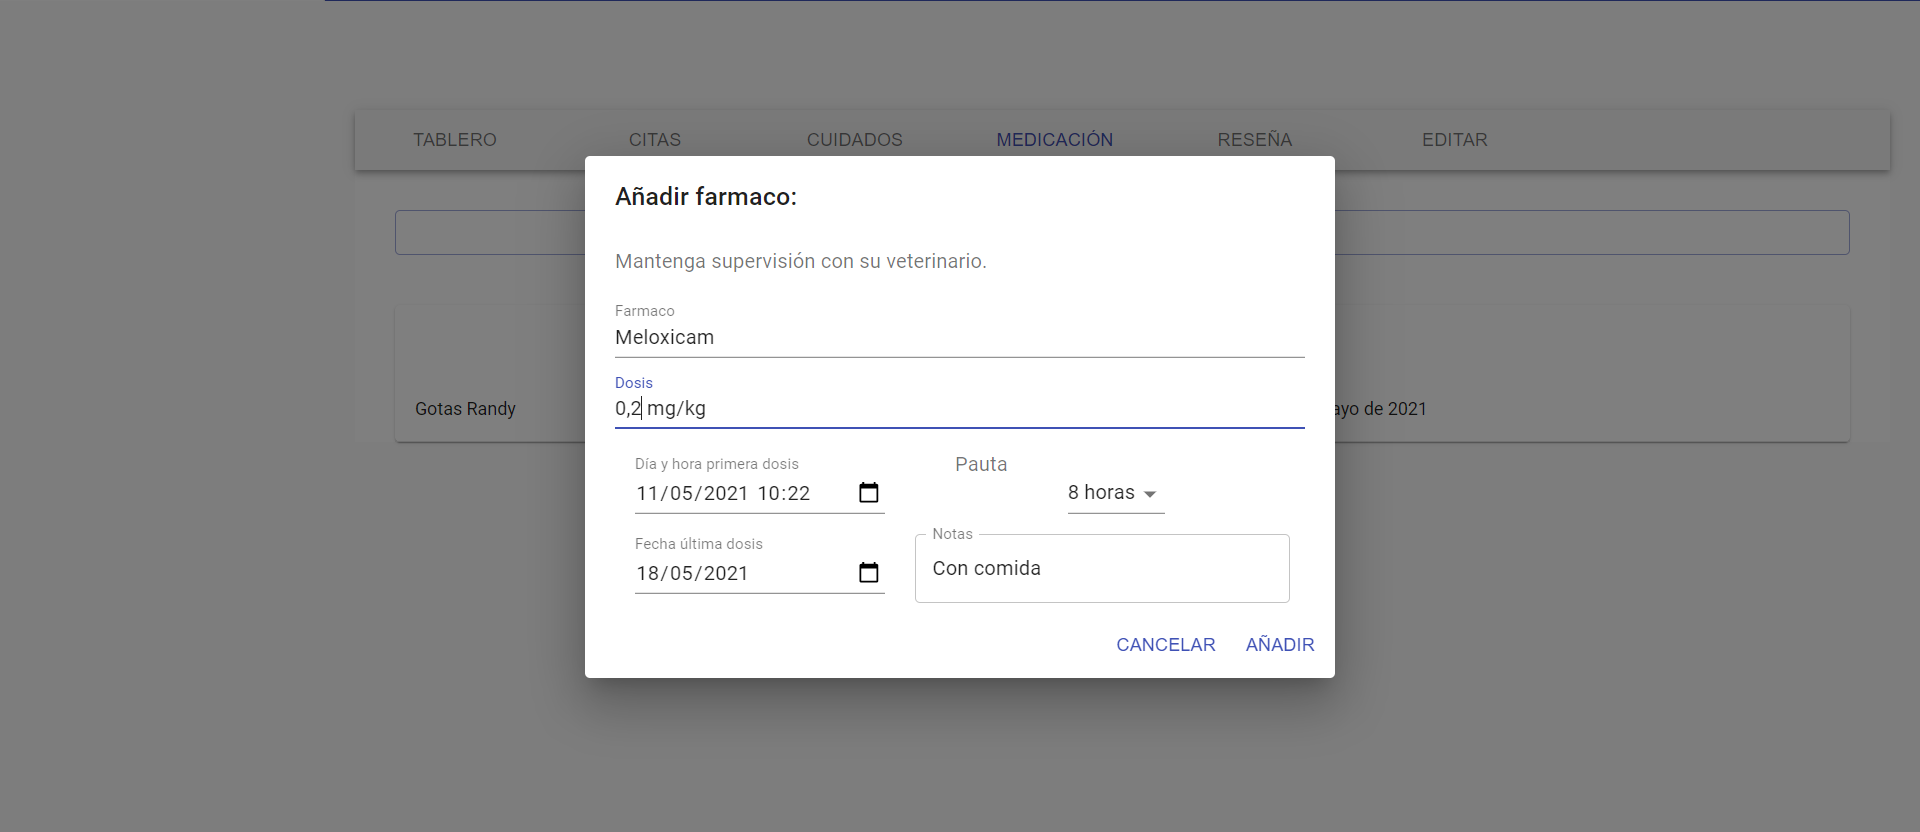 TABLERO CITAS CUIDADOS MEDICACIÓN RESEÑA EDITAR
Añadir farmaco:
Mantenga supervisión con su veterinario.
Farmaco
Meloxicam
Dosis
0,2 mg/kg
Gotas Randy
de 2021
Día y hora primera dosis
Pauta
11/05/2021 10:22
8 horas
Fecha última dosis
Notas
18/05/2021
Con comida
CANCELAR AÑADIR